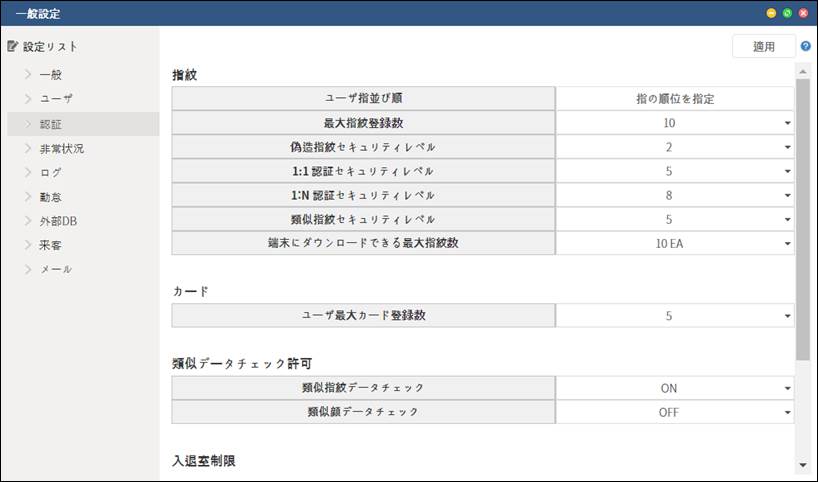 一般設定
設定リスト
一般
ユーザ
認証
非常状況
ログ
勤怠
外部DB
来客
メール
適用
指紋
ユーザ指並び順 指の順位を指定
最大指紋登録数 10
偽造指紋セキュリティレベル 2
1:1 認証セキュリティレベル 5
1:N 認証セキュリティレベル 8
類似指紋セキュリティレベル 5
端末にダウンロードできる最大指紋数 10 EA
カード
ユーザ最大カード登録数 5
類似データチェック許可
類似指紋データチェック ON
類似顔データチェック OFF
入退室制限